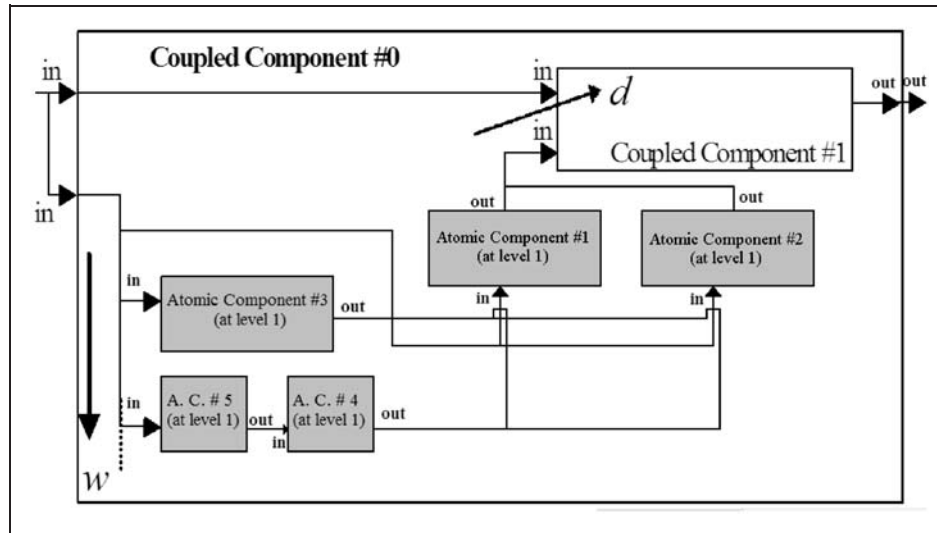 Coupled Component #0
in
in
out
out
d
in
Coupled Component #1
in
out
out
Atomic Component #1
(at level 1)
Atomic Component #2
(at level 1)
in
Atomic Component #3
(at level 1)
out
in
in
in
A. C. # 5
(at level 1)
out
in
A. C. # 4
(at level 1)
out
w